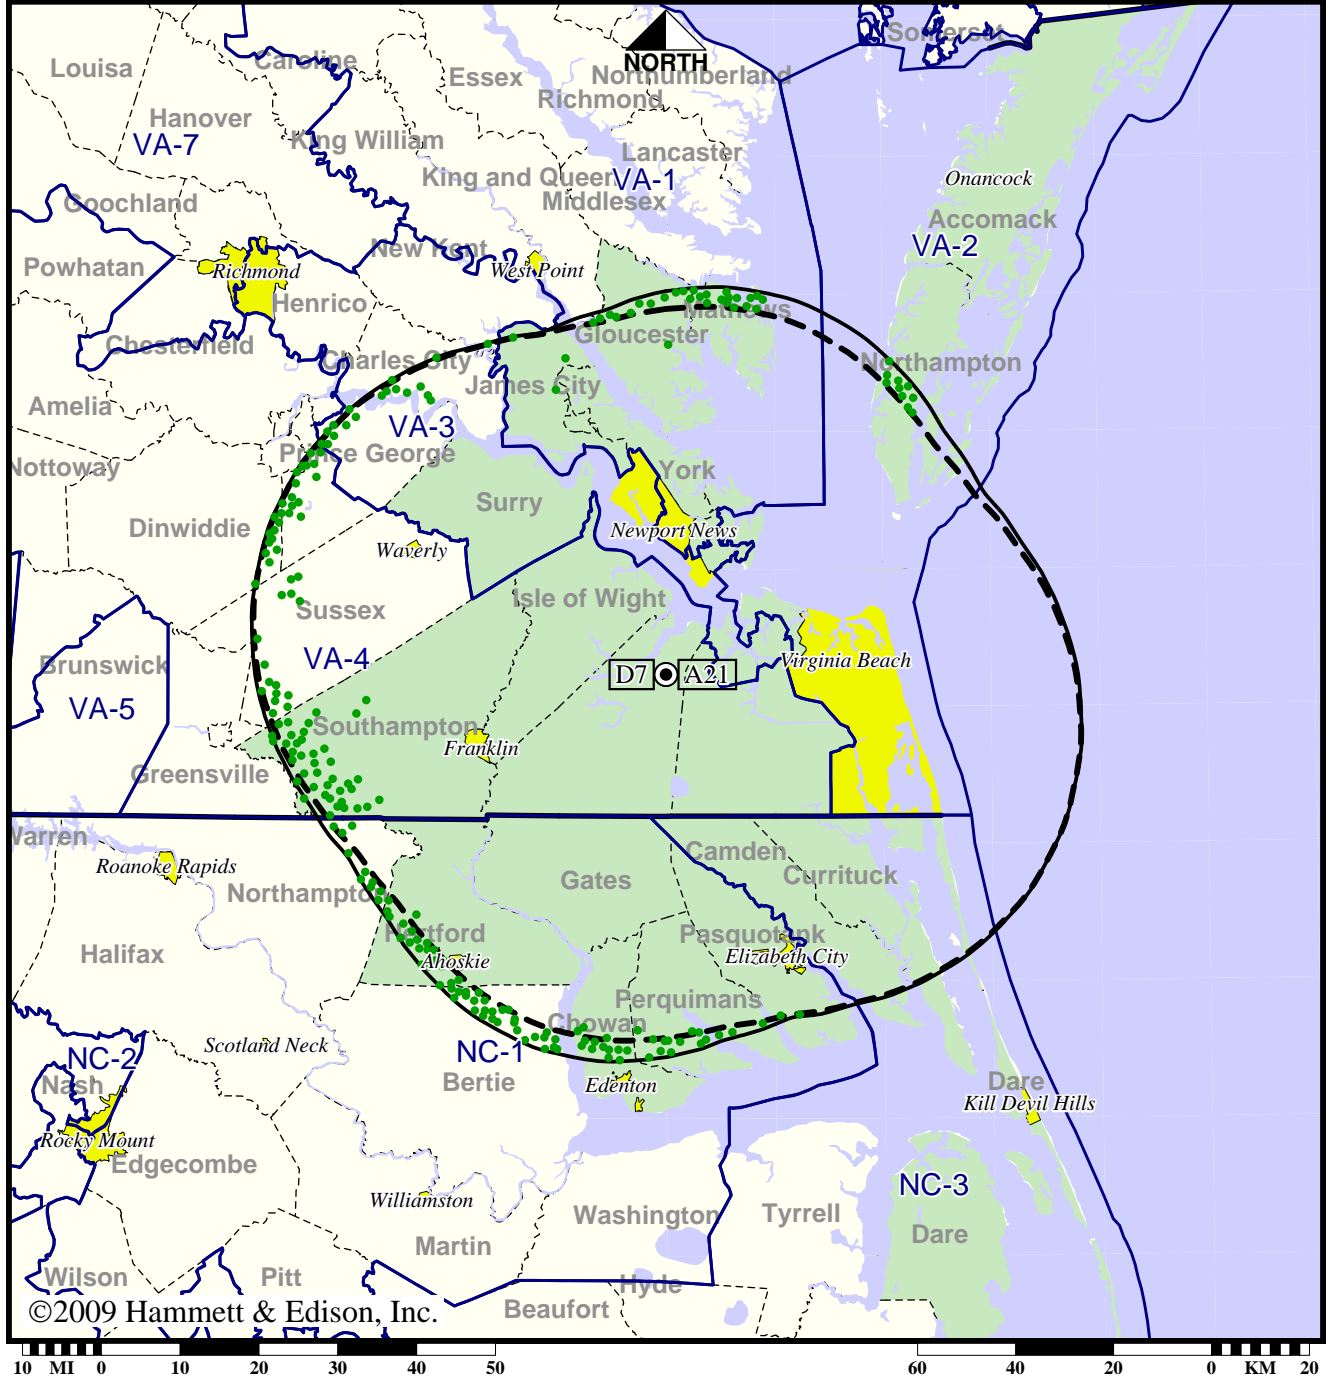 Somerset
Caroline
NORTH
Louisa
Essex
Northumberland
Richmond
Hanover
VA-7
King William
Lancaster
King and Queen
VA-1
Onancock
Middlesex
Goochland
Accomack
New Kent
VA-2
Powhatan
Richmond
West Point
Henrico
Mathews
Gloucester
Chesterfield
Charles City
Northampton
James City
Amelia
VA-3
Prince George
Nottoway
York
Surry
Dinwiddie
Newport News
Waverly
Isle of Wight
Sussex
VA-4
Virginia Beach
Brunswick
D7 A21
VA-5
Southampton
Franklin
Greensville
Warren
Camden
Roanoke Rapids
Currituck
Gates
Northampto
Hertford
Pasquotank
Halifax
Ahoskie
Elizabeth City
Perquimans
Chowan
Scotland Neck
NC-1
NC-2
Bertie
Dare
Nash
Edenton
Kill Devil Hills
Rocky Mount
Edgecombe
NC-3
Williamston
Washington
Tyrrell
Dare
Martin
Wilson
Pitt
Hyde
©2009 Hammett & Edison, Inc.
Beaufort
10 MI 0 10 20 30 40 50
60 40 20 0 KM 20